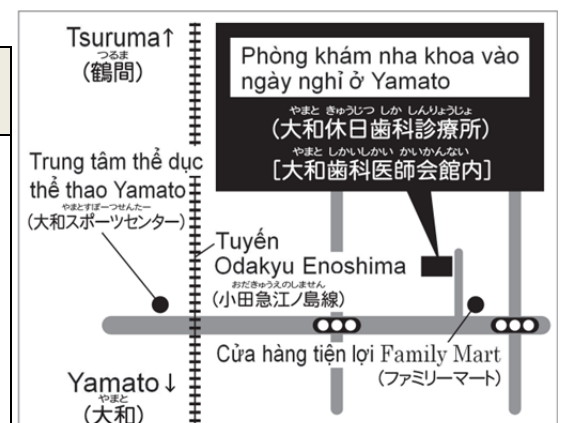 Tsuruma↑
つるま
(鶴間)
Phòng khám nha khoa vào
ngày nghỉ ở Yamato
やまと きゅうじつ しか しんりょうじょ
(大和休日歯科診療所)
やまと しかいしかい かいかんない
[大和歯科医師会館内]
Trung tâm thể dục
thể thao Yamato
やまとすぽーつせんたー
(大和スポーツセンター)
Tuyến
Odakyu Enoshima
おだきゅうえのしません
(小田急江ノ島線)
Cửa hàng tiện lợi Family Mart
(ファミリーマート)
Yamato↓
やまと
(大和)